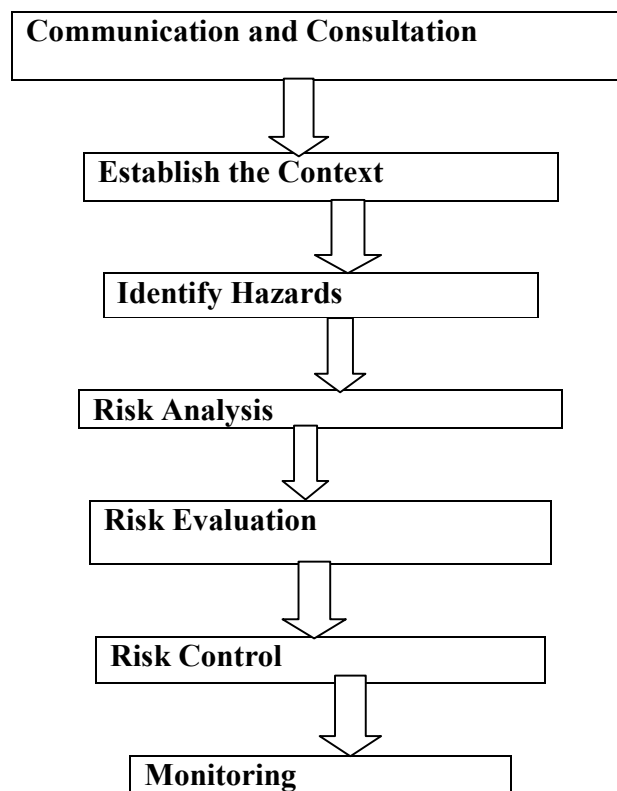 Communication and Consultation
Establish the Context
Identify Hazards
Risk Analysis
Risk Evaluation
Risk Control
Monitoring